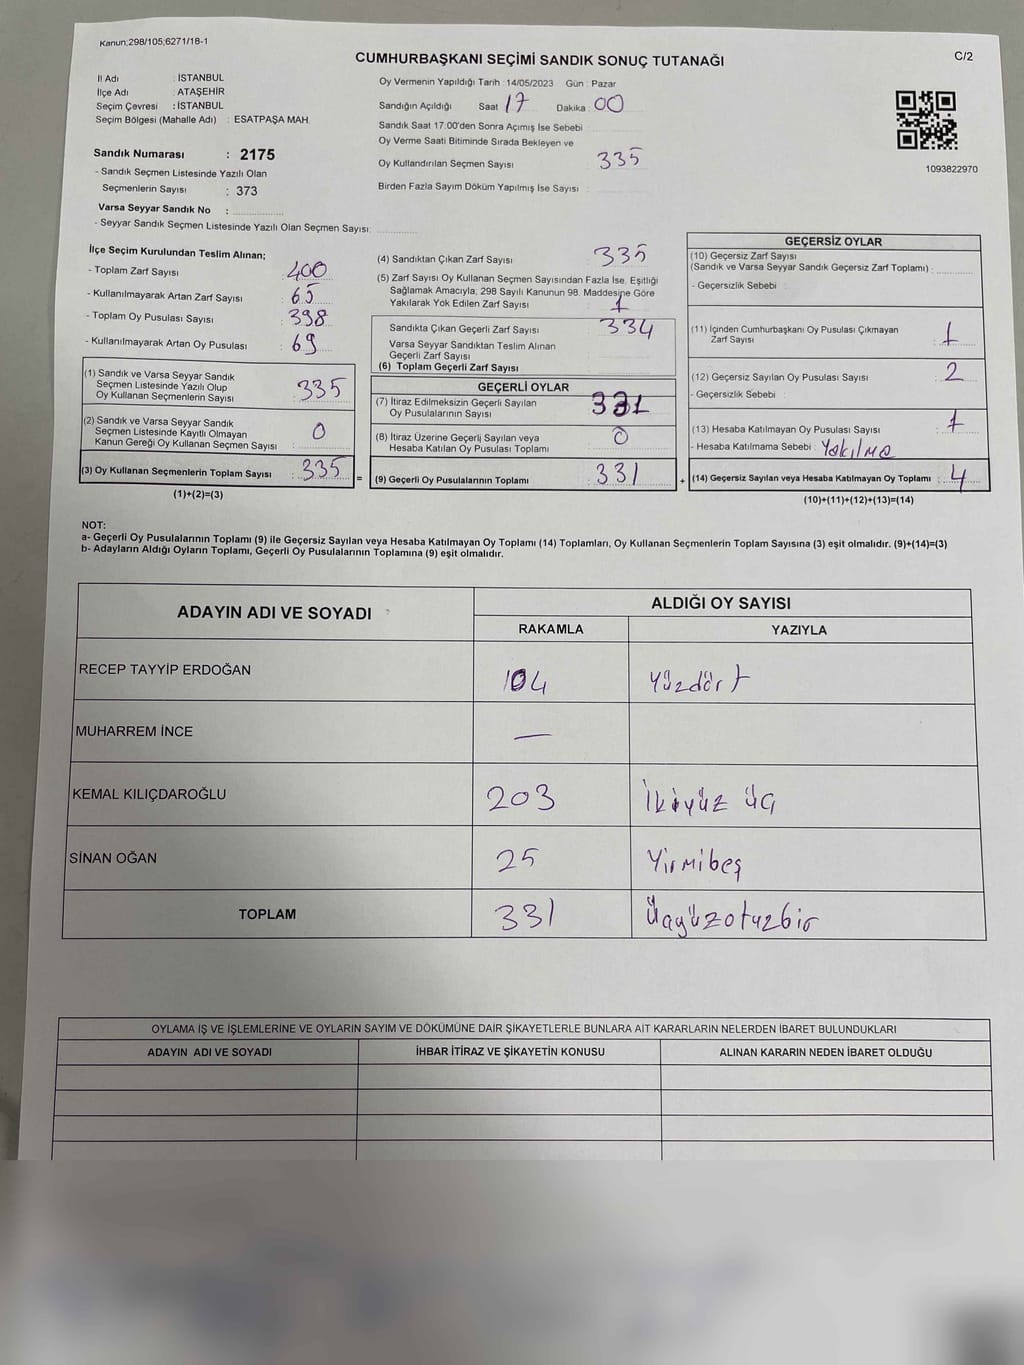 Kanun;298/105;6271/18-1
CUMHURBAŞKANI SEÇİMİ SANDIK SONUÇ TUTANAĞI
C/2
İl Adı : İSTANBUL
İlçe Adı : ATAŞEHİR
Seçim Çevresi : İSTANBUL
Seçim Bölgesi (Mahalle Adı) : ESATPAŞA MAH.
Oy Vermenin Yapıldığı Tarih : 14/05/2023 Gün : Pazar
Sandığın Açıldığı Saat 17 Dakika : 00
Sandık Saat 17:00'den Sonra Açımış İse Sebebi
Oy Verme Saati Bitiminde Sırada Bekleyen ve
Oy Kullandırılan Seçmen Sayısı 335
Birden Fazla Sayım Döküm Yapılmış İse Sayısı :
1093822970
Sandık Numarası : 2175
- Sandık Seçmen Listesinde Yazılı Olan
Seçmenlerin Sayısı : 373
Varsa Seyyar Sandık No :
- Seyyar Sandık Seçmen Listesinde Yazılı Olan Seçmen Sayısı:
İlçe Seçim Kurulundan Teslim Alınan;
- Toplam Zarf Sayısı : 400
- Kullanılmayarak Artan Zarf Sayısı : 65
- Toplam Oy Pusulası Sayısı : 398
- Kullanılmayarak Artan Oy Pusulası : 69
(1) Sandık ve Varsa Seyyar Sandık
Seçmen Listesinde Yazılı Olup
Oy Kullanan Seçmenlerin Sayısı : 335
(2) Sandık ve Varsa Seyyar Sandık
Seçmen Listesinde Kayıtlı Olmayan
Kanun Gereği Oy Kullanan Seçmen Sayısı : 0
(3) Oy Kullanan Seçmenlerin Toplam Sayısı : 335 =
(1)+(2)=(3)
(4) Sandıktan Çıkan Zarf Sayısı 335
(5) Zarf Sayısı Oy Kullanan Seçmen Sayısından Fazla İse, Eşitliği
Sağlamak Amacıyla, 298 Sayılı Kanunun 98. Maddesine Göre
Yakılarak Yok Edilen Zarf Sayısı 1
Sandıkta Çıkan Geçerli Zarf Sayısı 334
Varsa Seyyar Sandıktan Teslim Alınan
Geçerli Zarf Sayısı
(6) Toplam Geçerli Zarf Sayısı
GEÇERLİ OYLAR
(7) İtiraz Edilmeksizin Geçerli Sayılan
Oy Pusulalarının Sayısı : 331
(8) İtiraz Üzerine Geçerli Sayılan veya
Hesaba Katılan Oy Pusulası Toplamı 0
(9) Geçerli Oy Pusulalarının Toplamı : 331 +
GEÇERSİZ OYLAR
(10) Geçersiz Zarf Sayısı
(Sandık ve Varsa Seyyar Sandık Geçersiz Zarf Toplamı) :
- Geçersizlik Sebebi :
(11) İçinden Cumhurbaşkanı Oy Pusulası Çıkmayan
Zarf Sayısı : 1
(12) Geçersiz Sayılan Oy Pusulası Sayısı : 2
- Geçersizlik Sebebi :
(13) Hesaba Katılmayan Oy Pusulası Sayısı : 1
- Hesaba Katılmama Sebebi : Yakılma
(14) Geçersiz Sayılan veya Hesaba Katılmayan Oy Toplamı : 4
(10)+(11)+(12)+(13)=(14)
NOT:
a- Geçerli Oy Pusulalarının Toplamı (9) ile Geçersiz Sayılan veya Hesaba Katılmayan Oy Toplamı (14) Toplamları, Oy Kullanan Seçmenlerin Toplam Sayısına (3) eşit olmalıdır. (9)+(14)=(3)
b- Adayların Aldığı Oyların Toplamı, Geçerli Oy Pusulalarının Toplamına (9) eşit olmalıdır.
ADAYIN ADI VE SOYADI
ALDIĞI OY SAYISI
RAKAMLA YAZIYLA
RECEP TAYYİP ERDOĞAN 104 Yüzdört
MUHARREM İNCE —
KEMAL KILIÇDAROĞLU 203 İkiyüz üç
SİNAN OĞAN 25 Yirmibeş
TOPLAM 331 Üçyüzotuzbir
OYLAMA İŞ VE İŞLEMLERİNE VE OYLARIN SAYIM VE DÖKÜMÜNE DAİR ŞİKAYETLERLE BUNLARA AİT KARARLARIN NELERDEN İBARET BULUNDUKLARI
ADAYIN ADI VE SOYADI İHBAR İTİRAZ VE ŞİKAYETİN KONUSU ALINAN KARARIN NEDEN İBARET OLDUĞU